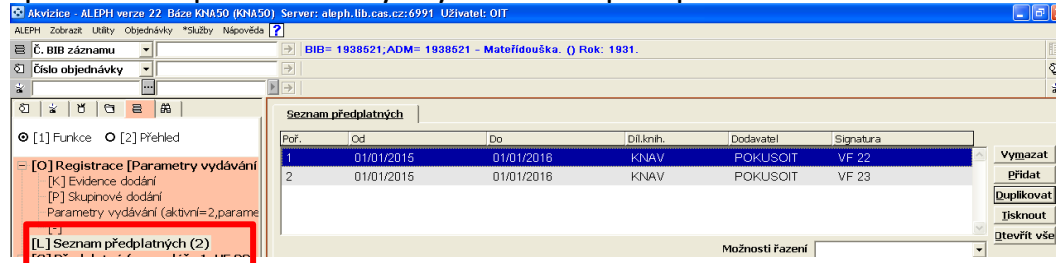 Akvizice - ALEPH verze 22 Báze KNA50 (KNA50) Server: aleph.lib.cas.cz:6991 Uživatel: OIT
ALEPH Zobrazit Utility Objednávky *Služby Nápověda ?
Č. BIB záznamu BIB= 1938521;ADM= 1938521 - Mateřídouška. () Rok: 1931.
Číslo objednávky
[1] Funkce [2] Přehled
[O] Registrace [Parametry vydávání
[K] Evidence dodání
[P] Skupinové dodání
Parametry vydávání (aktivní=2,parame
[-]
[L] Seznam předplatných (2)
Seznam předplatných
Poř. Od Do Díl.knih. Dodavatel Signatura
1 01/01/2015 01/01/2016 KNAV POKUSOIT VF 22
2 01/01/2015 01/01/2016 KNAV POKUSOIT VF 23
Vymazat
Přidat
Duplikovat
Tisknout
Otevřít vše
Možnosti řazení